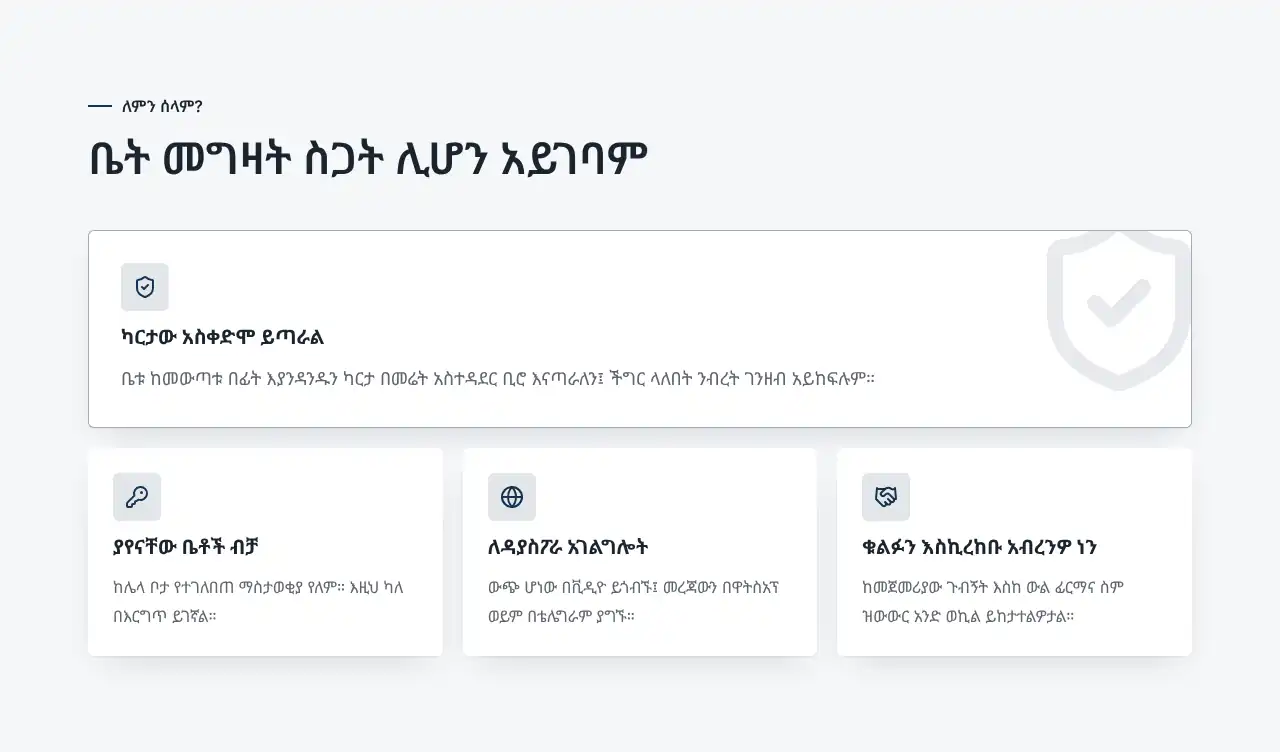 ለምን ሰላም?
ቤት መግዛት ስጋት ሊሆን አይገባም
ካርታው አስቀድሞ ይጣራል
ቤቱ ከመውጣቱ በፊት እያንዳንዱን ካርታ በመሬት አስተዳደር ቢሮ እናጣራለን፤ ችግር ላለበት ንብረት ገንዘብ አይከፍሉም።
ያየናቸው ቤቶች ብቻ
ከሌላ ቦታ የተገለበጠ ማስታወቂያ የለም። እዚህ ካለ
በእርግጥ ይገኛል።
ለዳያስፖራ አገልግሎት
ውጭ ሆነው በቪዲዮ ይጎብኙ፤ መረጃውን በዋትስአፕ
ወይም በቴሌግራም ያግኙ።
ቁልፉን እስኪረከቡ አብረንዎ ነን
ከመጀመሪያው ጉብኝት እስከ ውል ፊርማና ስም
ዝውውር አንድ ወኪል ይከታተልዎታል።